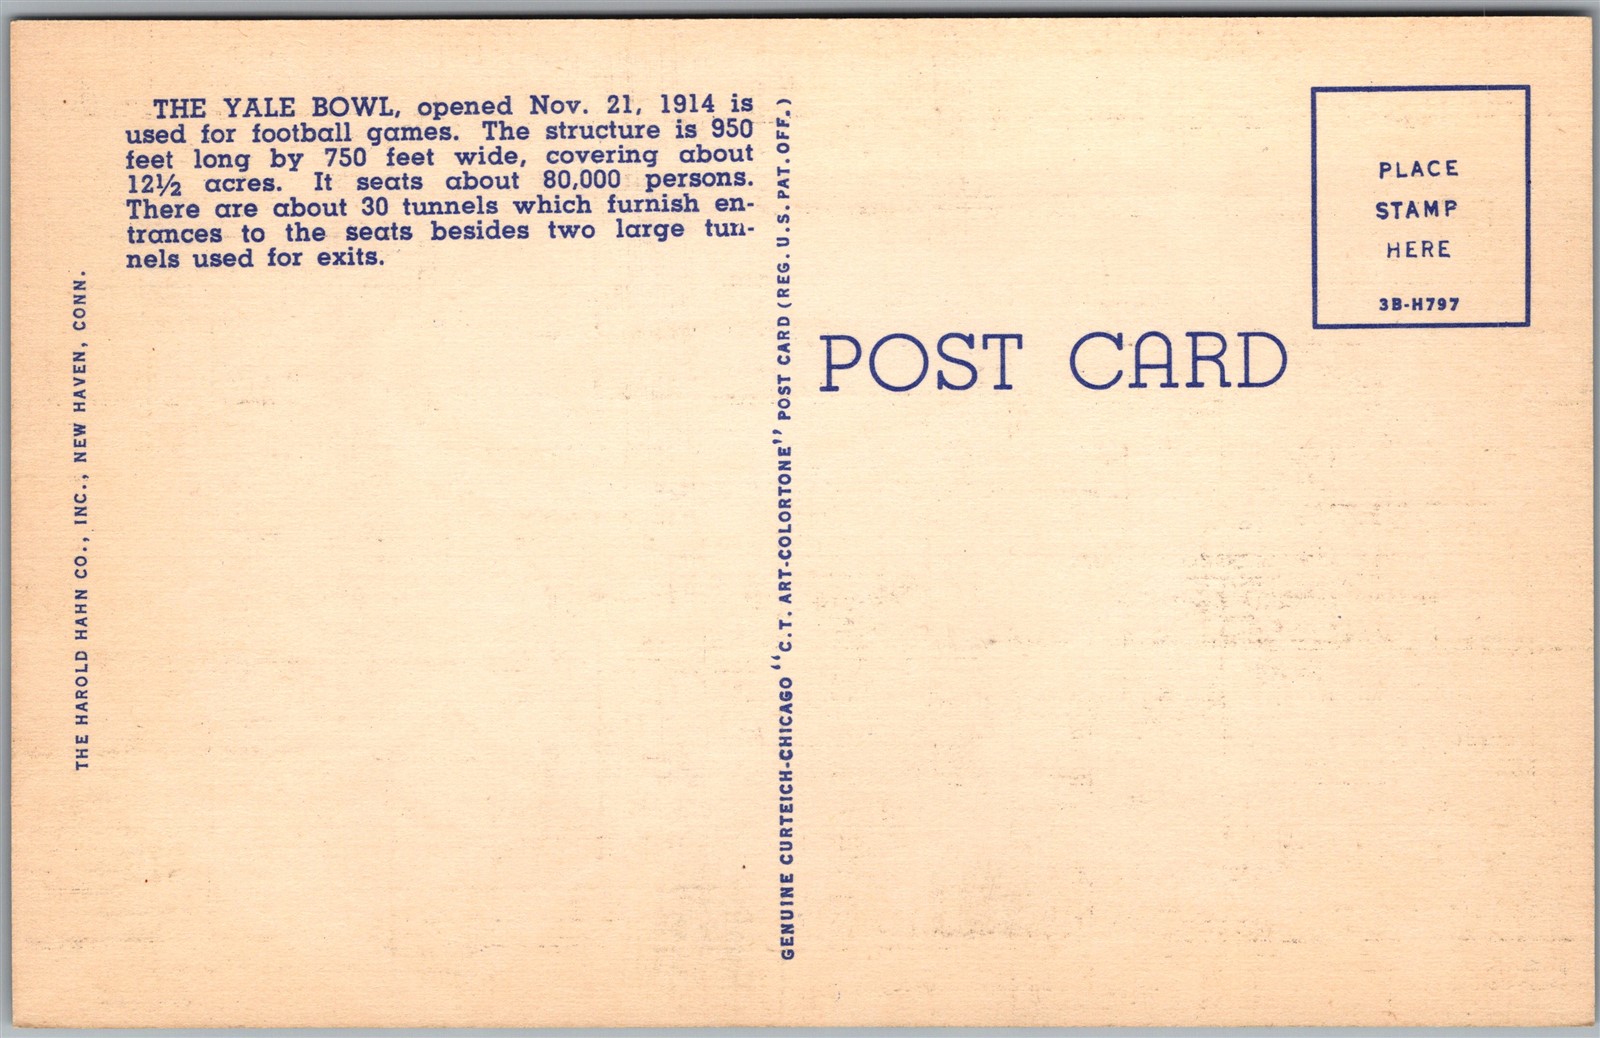 THE YALE BOWL, opened Nov. 21, 1914 is
used for football games. The structure is 950
feet long by 750 feet wide, covering about
12½ acres. It seats about 80,000 persons.
There are about 30 tunnels which furnish en-
trances to the seats besides two large tun-
nels used for exits.
THE HAROLD HAHN CO., INC., NEW HAVEN, CONN.
GENUINE CURTEICH-CHICAGO "C.T. ART-COLORTONE" POST CARD (REG. U.S. PAT. OFF.)
POST CARD
PLACE
STAMP
HERE
3B-H797